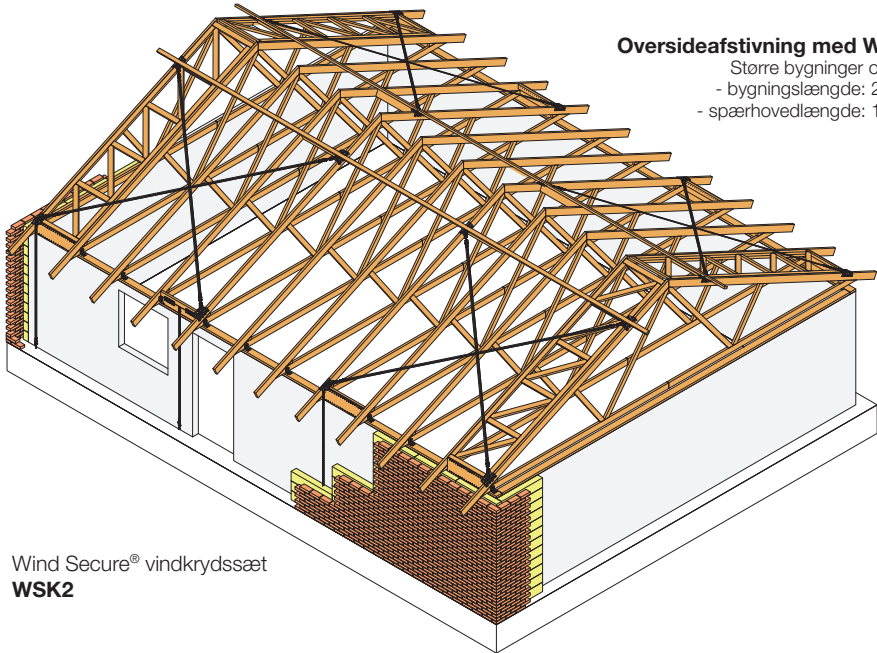 Oversideafstivning med W
Større bygninger o
- bygningslængde: 2
- spærhovedlængde: 1
Wind Secure® vindkrydssæt
WSK2